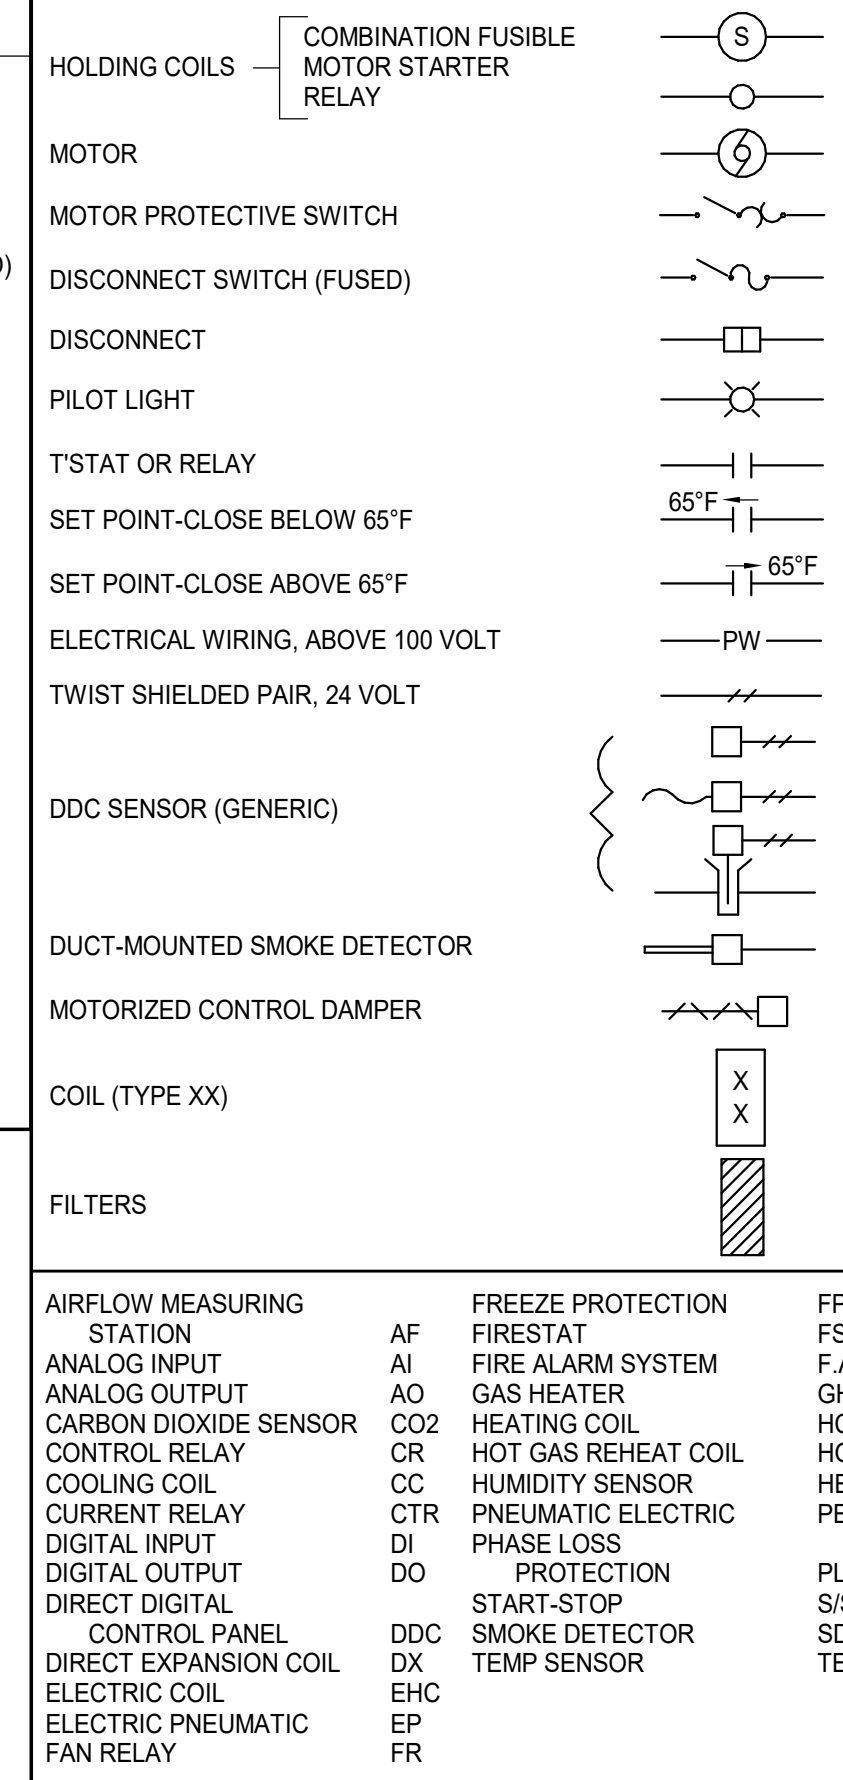 COMBINATION FUSIBLE
HOLDING COILS MOTOR STARTER
RELAY
S
MOTOR
MOTOR PROTECTIVE SWITCH
DISCONNECT SWITCH (FUSED)
DISCONNECT
PILOT LIGHT
T'STAT OR RELAY
SET POINT-CLOSE BELOW 65°F 65°F
SET POINT-CLOSE ABOVE 65°F 65°F
ELECTRICAL WIRING, ABOVE 100 VOLT PW
TWIST SHIELDED PAIR, 24 VOLT
DDC SENSOR (GENERIC)
DUCT-MOUNTED SMOKE DETECTOR
MOTORIZED CONTROL DAMPER
COIL (TYPE XX) X
X
FILTERS
AIRFLOW MEASURING
STATION AF
ANALOG INPUT AI
ANALOG OUTPUT AO
CARBON DIOXIDE SENSOR CO2
CONTROL RELAY CR
COOLING COIL CC
CURRENT RELAY CTR
DIGITAL INPUT DI
DIGITAL OUTPUT DO
DIRECT DIGITAL
CONTROL PANEL DDC
DIRECT EXPANSION COIL DX
ELECTRIC COIL EHC
ELECTRIC PNEUMATIC EP
FAN RELAY FR
FREEZE PROTECTION
FIRESTAT
FIRE ALARM SYSTEM
GAS HEATER
HEATING COIL
HOT GAS REHEAT COIL
HUMIDITY SENSOR
PNEUMATIC ELECTRIC
PHASE LOSS
PROTECTION
START-STOP
SMOKE DETECTOR
TEMP SENSOR